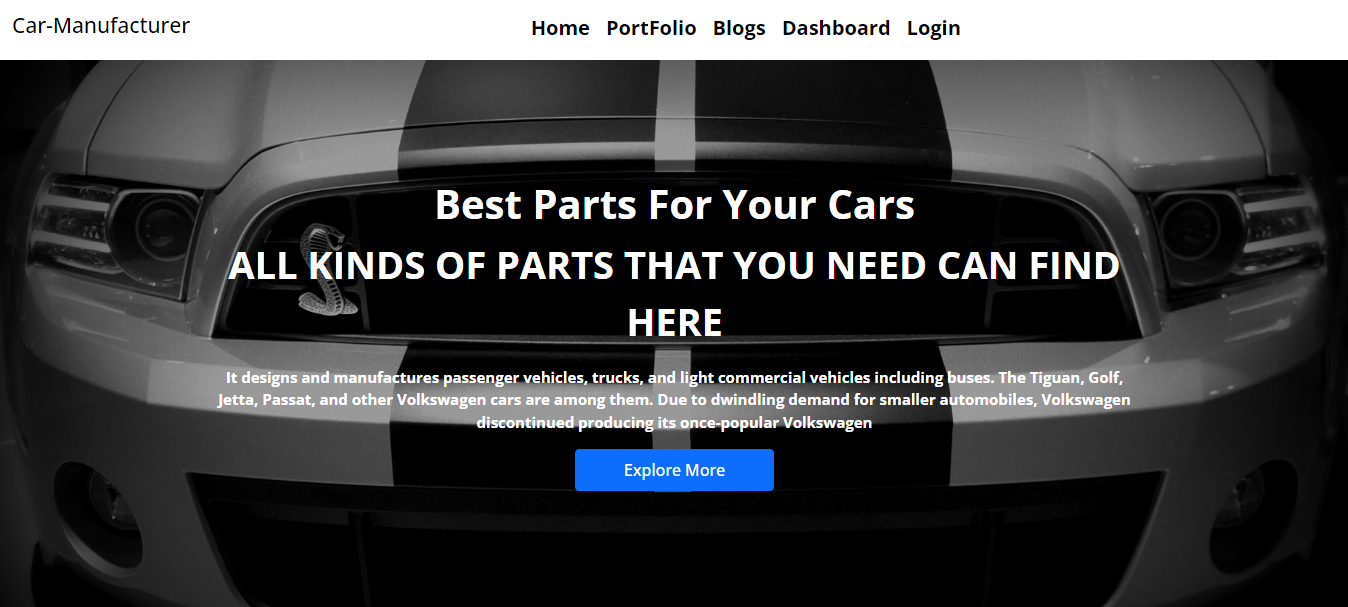 Car-Manufacturer
Home PortFolio Blogs Dashboard Login
Best Parts For Your Cars
ALL KINDS OF PARTS THAT YOU NEED CAN FIND
HERE
It designs and manufactures passenger vehicles, trucks, and light commercial vehicles including buses. The Tiguan, Golf,
Jetta, Passat, and other Volkswagen cars are among them. Due to dwindling demand for smaller automobiles, Volkswagen
discontinued producing its once-popular Volkswagen
Explore More